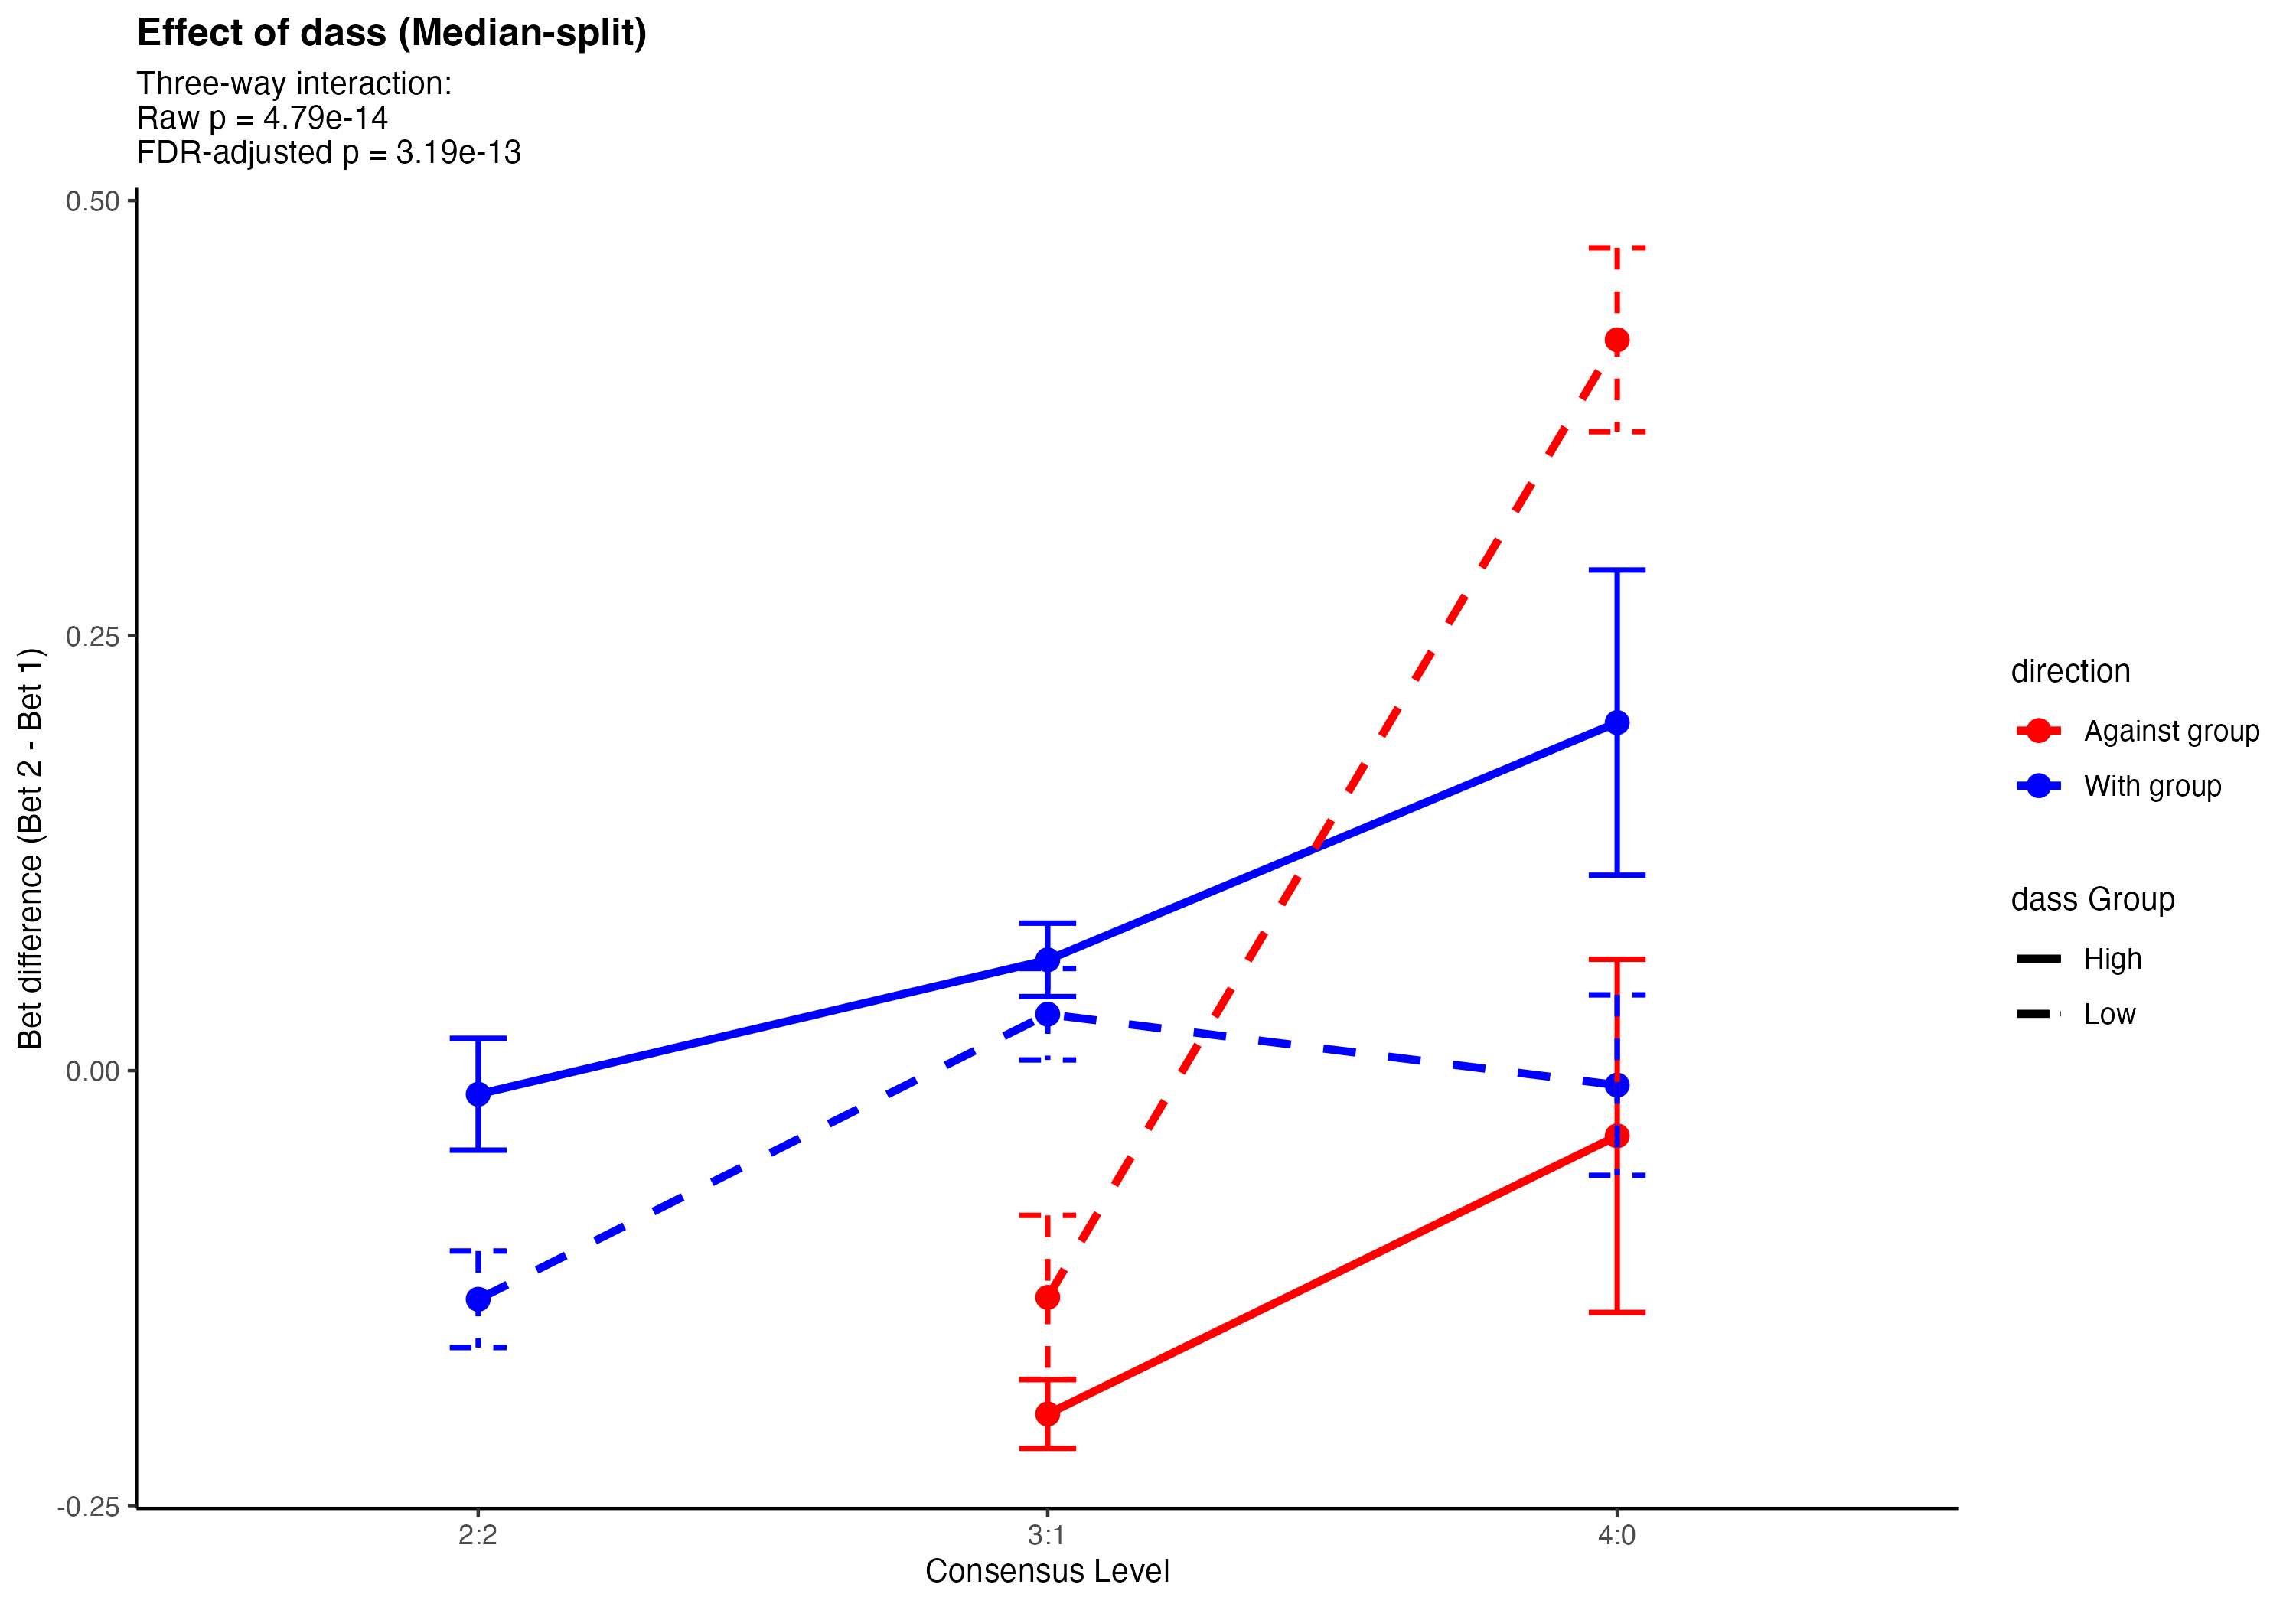 Effect of dass (Median-split)
Three-way interaction:
Raw p = 4.79e-14
FDR-adjusted p = 3.19e-13
0.50
0.25
0.00
-0.25
Bet difference (Bet 2 - Bet 1)
2:2
3:1
4:0
Consensus Level
direction
Against group
With group
dass Group
High
Low